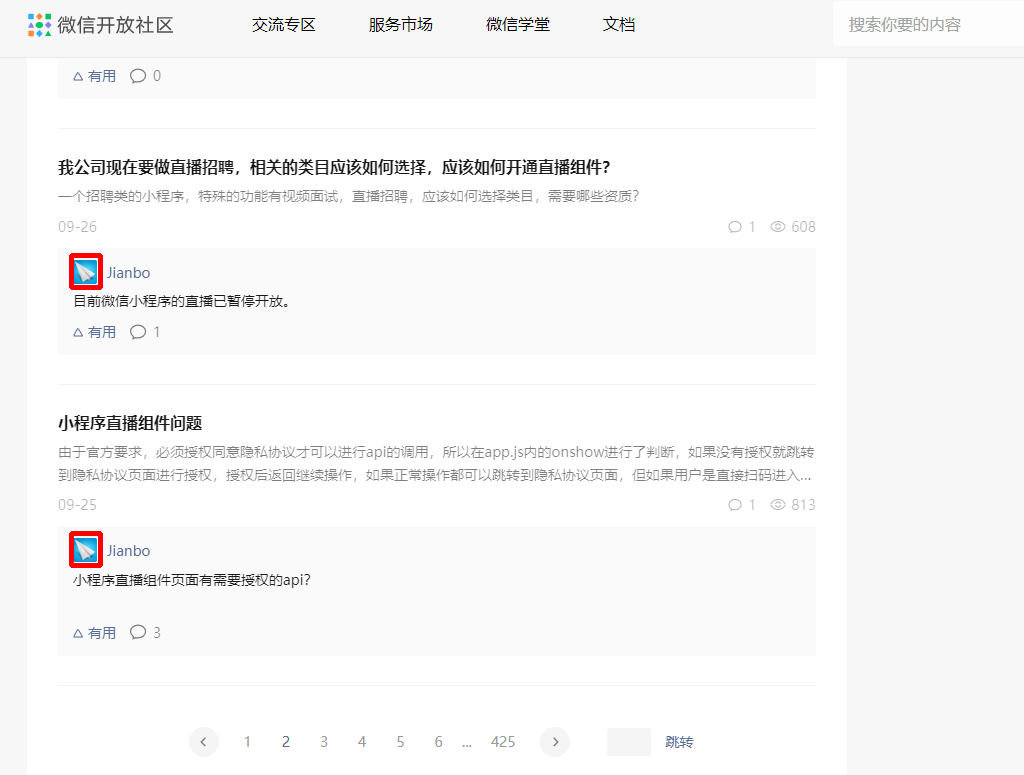 微信开放社区 交流专区 服务市场 微信学堂 文档 搜索你要的内容
有用 0
我公司现在要做直播招聘，相关的类目应该如何选择，应该如何开通直播组件？
一个招聘类的小程序，特殊的功能有视频面试，直播招聘，应该如何选择类目，需要哪些资质？
09-26 1 608
Jianbo
目前微信小程序的直播已暂停开放。
有用 1
小程序直播组件问题
由于官方要求，必须授权同意隐私协议才可以进行api的调用，所以在app.js内的onshow进行了判断，如果没有授权就跳转
到隐私协议页面进行授权，授权后返回继续操作，如果正常操作都可以跳转到隐私协议页面，但如果用户是直接扫码进入...
09-25 1 813
Jianbo
小程序直播组件页面有需要授权的api？
有用 3
1 2 3 4 5 6 ... 425 跳转